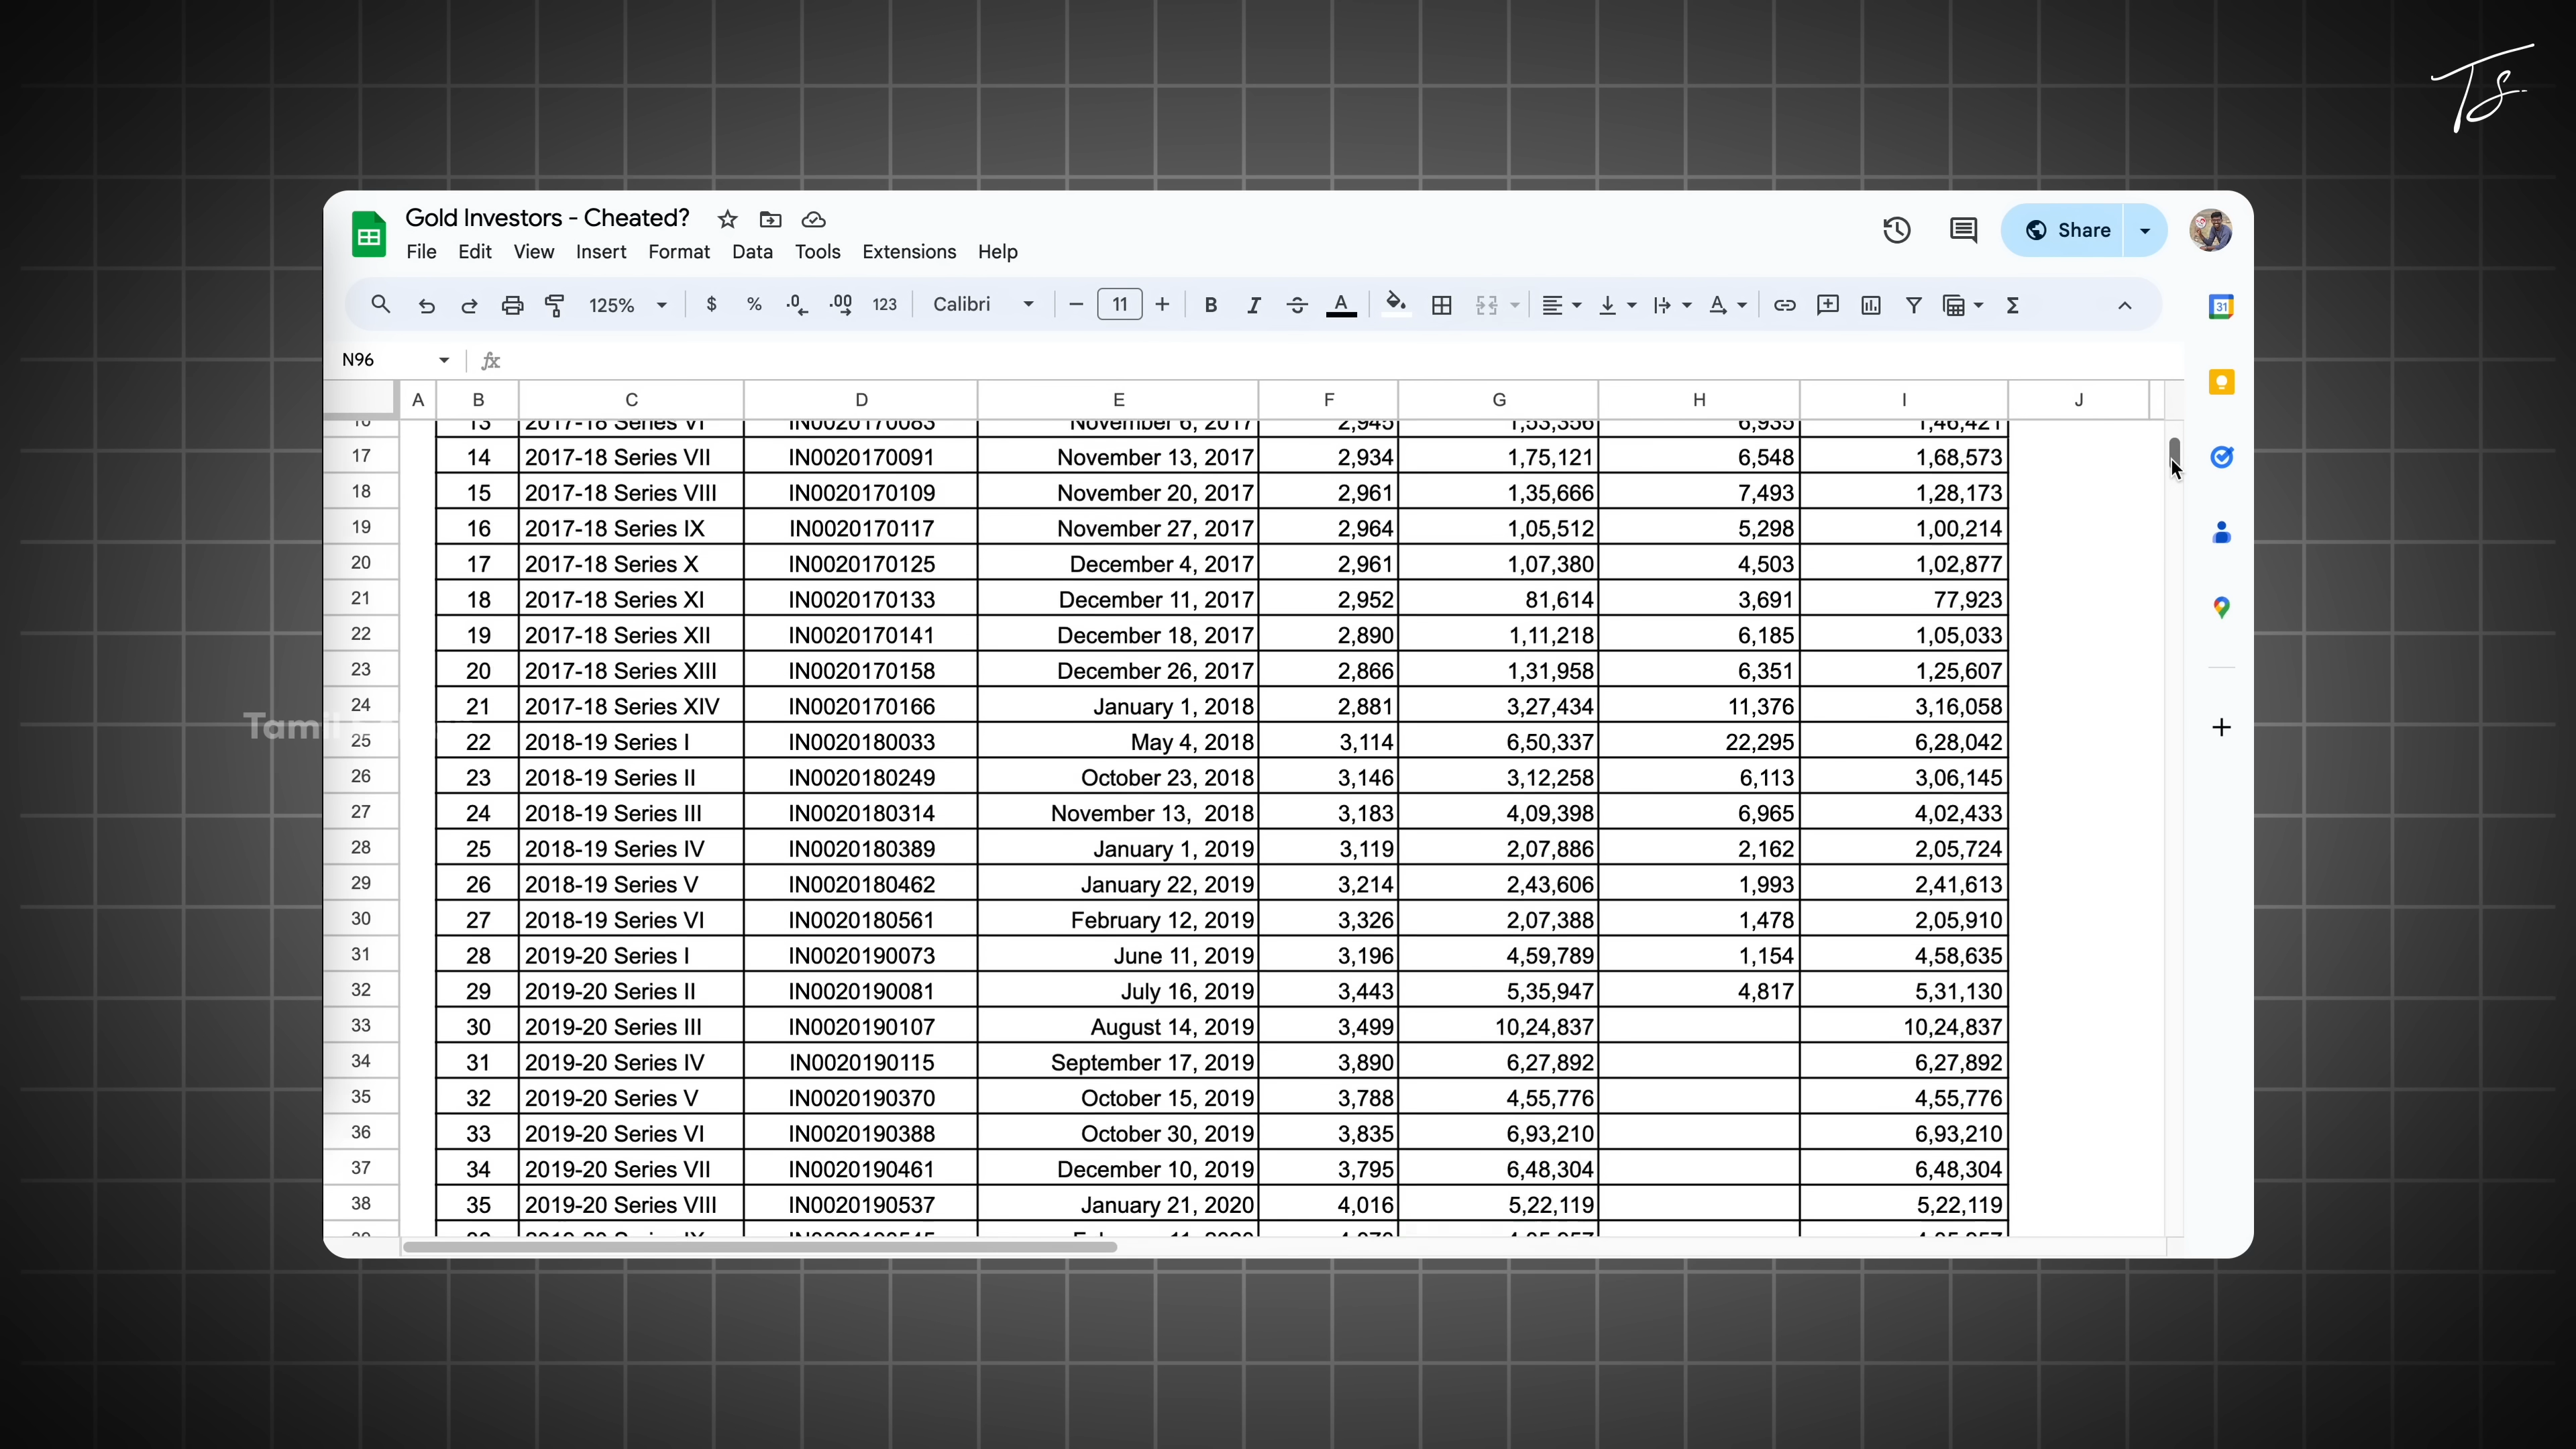 TS
Gold Investors - Cheated?
Share
File Edit View Insert Format Data Tools Extensions Help
125% $ % .0 .00 123 Calibri 11 B I A Σ
31
N96 fx
A B C D E F G H I J
13 2017-18 Series VI IN0020170083 November 6, 2017 2,945 1,53,356 6,935 1,46,421
17 14 2017-18 Series VII IN0020170091 November 13, 2017 2,934 1,75,121 6,548 1,68,573
18 15 2017-18 Series VIII IN0020170109 November 20, 2017 2,961 1,35,666 7,493 1,28,173
19 16 2017-18 Series IX IN0020170117 November 27, 2017 2,964 1,05,512 5,298 1,00,214
20 17 2017-18 Series X IN0020170125 December 4, 2017 2,961 1,07,380 4,503 1,02,877
21 18 2017-18 Series XI IN0020170133 December 11, 2017 2,952 81,614 3,691 77,923
22 19 2017-18 Series XII IN0020170141 December 18, 2017 2,890 1,11,218 6,185 1,05,033
23 20 2017-18 Series XIII IN0020170158 December 26, 2017 2,866 1,31,958 6,351 1,25,607
24 21 2017-18 Series XIV IN0020170166 January 1, 2018 2,881 3,27,434 11,376 3,16,058
Tamil
25 22 2018-19 Series I IN0020180033 May 4, 2018 3,114 6,50,337 22,295 6,28,042
26 23 2018-19 Series II IN0020180249 October 23, 2018 3,146 3,12,258 6,113 3,06,145
27 24 2018-19 Series III IN0020180314 November 13, 2018 3,183 4,09,398 6,965 4,02,433
28 25 2018-19 Series IV IN0020180389 January 1, 2019 3,119 2,07,886 2,162 2,05,724
29 26 2018-19 Series V IN0020180462 January 22, 2019 3,214 2,43,606 1,993 2,41,613
30 27 2018-19 Series VI IN0020180561 February 12, 2019 3,326 2,07,388 1,478 2,05,910
31 28 2019-20 Series I IN0020190073 June 11, 2019 3,196 4,59,789 1,154 4,58,635
32 29 2019-20 Series II IN0020190081 July 16, 2019 3,443 5,35,947 4,817 5,31,130
33 30 2019-20 Series III IN0020190107 August 14, 2019 3,499 10,24,837 10,24,837
34 31 2019-20 Series IV IN0020190115 September 17, 2019 3,890 6,27,892 6,27,892
35 32 2019-20 Series V IN0020190370 October 15, 2019 3,788 4,55,776 4,55,776
36 33 2019-20 Series VI IN0020190388 October 30, 2019 3,835 6,93,210 6,93,210
37 34 2019-20 Series VII IN0020190461 December 10, 2019 3,795 6,48,304 6,48,304
38 35 2019-20 Series VIII IN0020190537 January 21, 2020 4,016 5,22,119 5,22,119